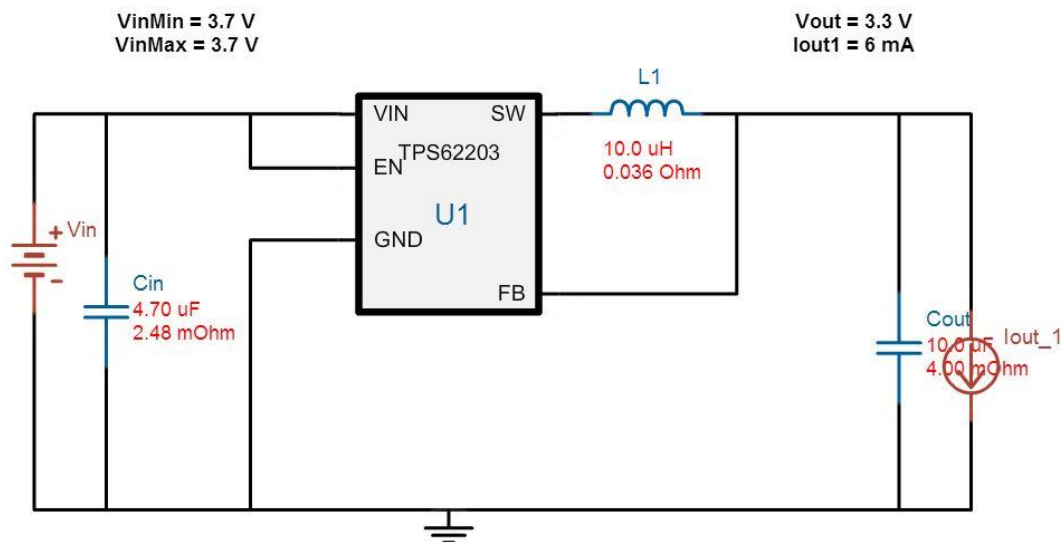 VinMin = 3.7 V
VinMax = 3.7 V
Vout = 3.3 V
Iout1 = 6 mA
L1
10.0 uH
0.036 Ohm
VIN
SW
TPS62203
EN
U1
GND
FB
+ Vin
-
Cin
4.70 uF
2.48 mOhm
Cout
10.0 uF
4.00 mOhm
Iout_1